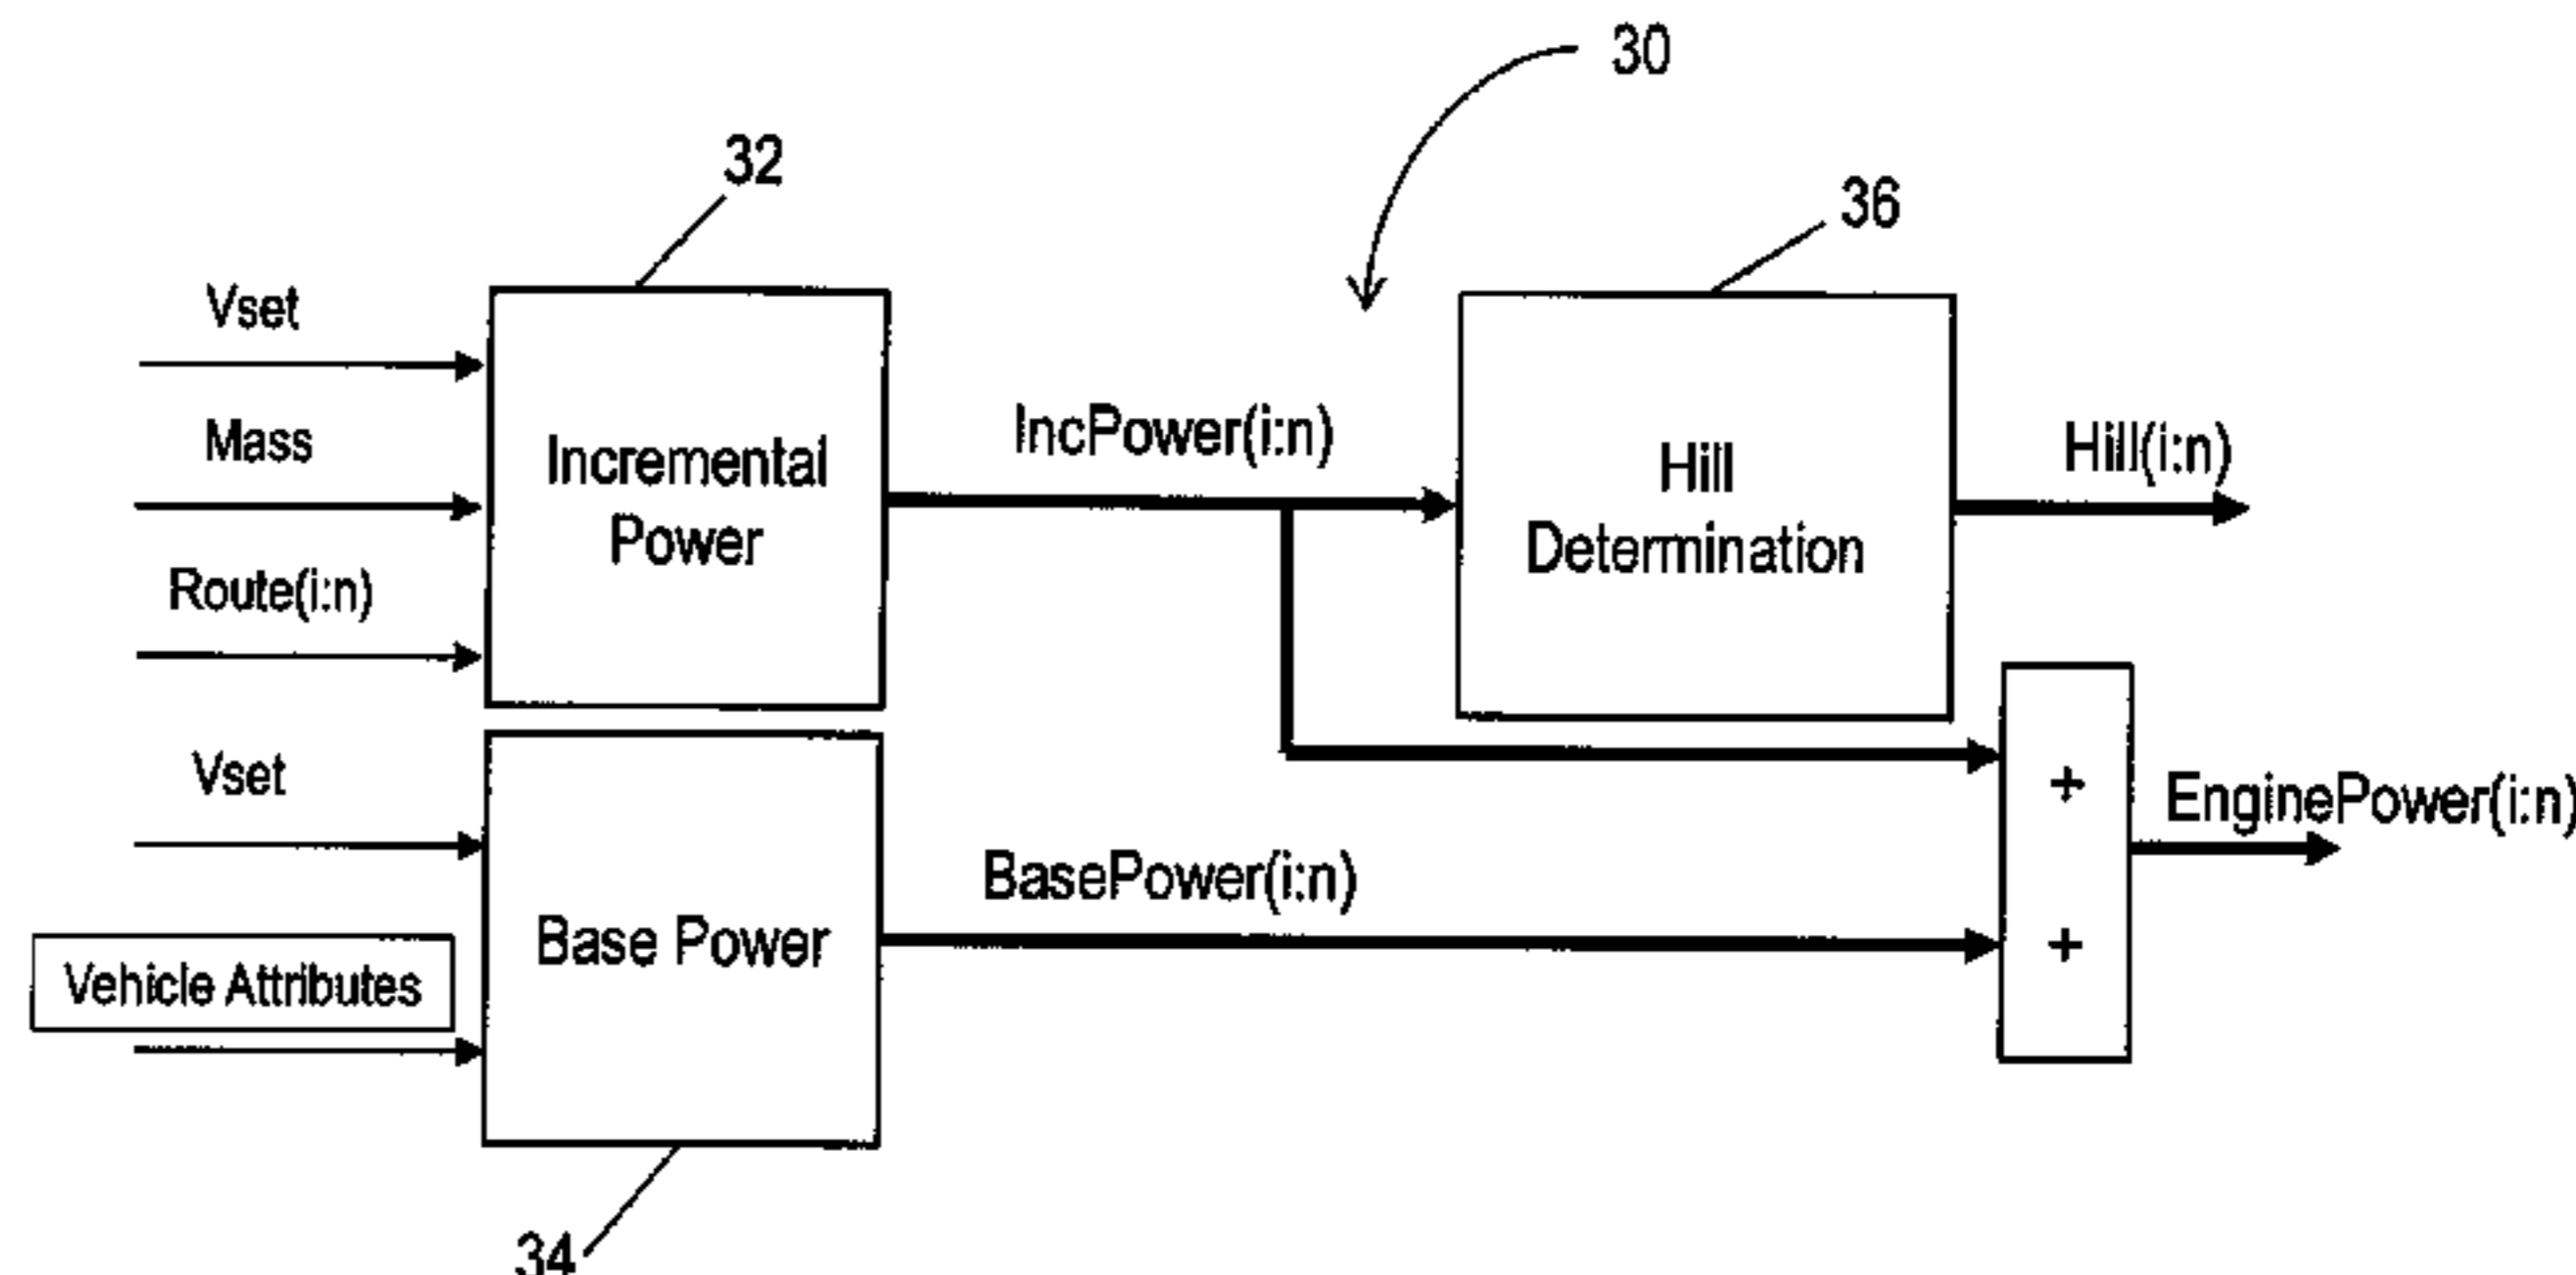 30
32
36
Vset
Mass
Route(i:n)
Incremental
Power
IncPower(i:n)
Hill
Determination
Hill(i:n)
Vset
Vehicle Attributes
Base Power
BasePower(i:n)
+
+
EnginePower(i:n)
34